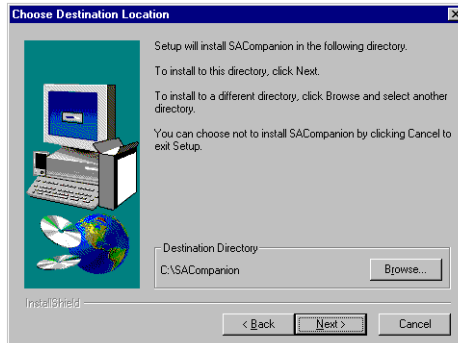 Choose Destination Location
Setup will install SACompanion in the following directory.
To install to this directory, click Next.
To install to a different directory, click Browse and select another
directory.
You can choose not to install SACompanion by clicking Cancel to
exit Setup.
Destination Directory
C:\SACompanion
Browse...
InstallShield
< Back
Next >
Cancel